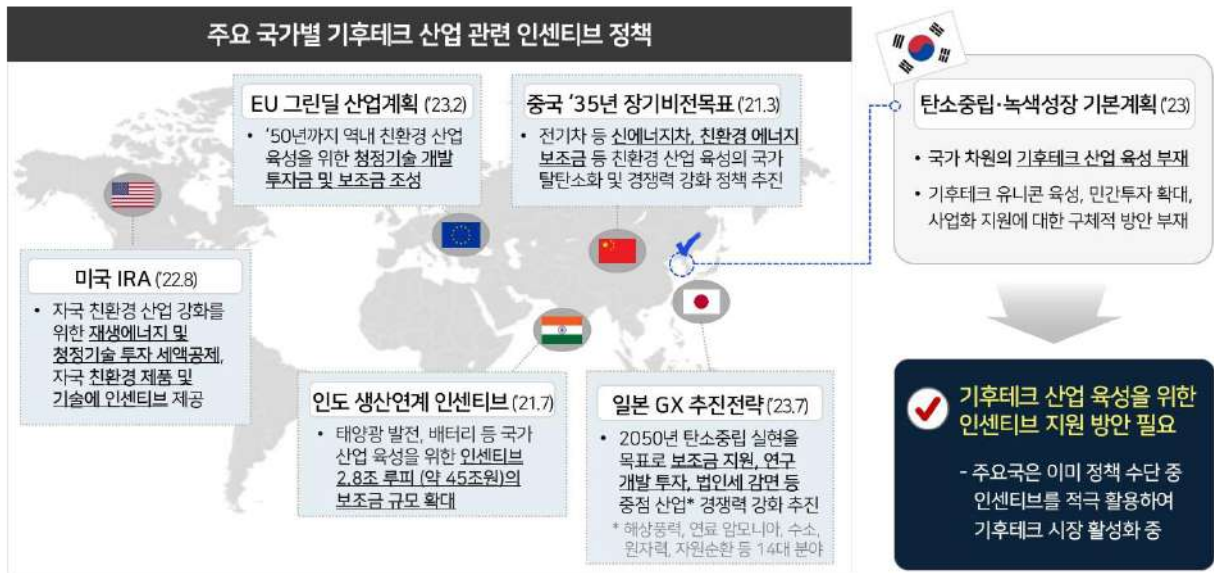 주요 국가별 기후테크 산업 관련 인센티브 정책
EU 그린딜 산업계획 ('23.2)
• '50년까지 역내 친환경 산업
육성을 위한 청정기술 개발
투자금 및 보조금 조성
중국 '35년 장기비전목표 ('21.3)
• 전기차 등 신에너지차, 친환경 에너지
보조금 등 친환경 산업 육성의 국가
탈탄소화 및 경쟁력 강화 정책 추진
미국 IRA ('22.8)
• 자국 친환경 산업 강화를
위한 재생에너지 및
청정기술 투자 세액공제,
자국 친환경 제품 및
기술에 인센티브 제공
인도 생산연계 인센티브 ('21.7)
• 태양광 발전, 배터리 등 국가
산업 육성을 위한 인센티브
2.8조 루피 (약 45조원)의
보조금 규모 확대
일본 GX 추진전략 ('23.7)
• 2050년 탄소중립 실현을
목표로 보조금 지원, 연구
개발 투자, 법인세 감면 등
중점 산업* 경쟁력 강화 추진
* 해상풍력, 연료 암모니아, 수소,
원자력, 자원순환 등 14대 분야
탄소중립·녹색성장 기본계획 ('23)
• 국가 차원의 기후테크 산업 육성 부재
• 기후테크 유니콘 육성, 민간투자 확대,
사업화 지원에 대한 구체적 방안 부재
기후테크 산업 육성을 위한
인센티브 지원 방안 필요
- 주요국은 이미 정책 수단 중
인센티브를 적극 활용하여
기후테크 시장 활성화 중